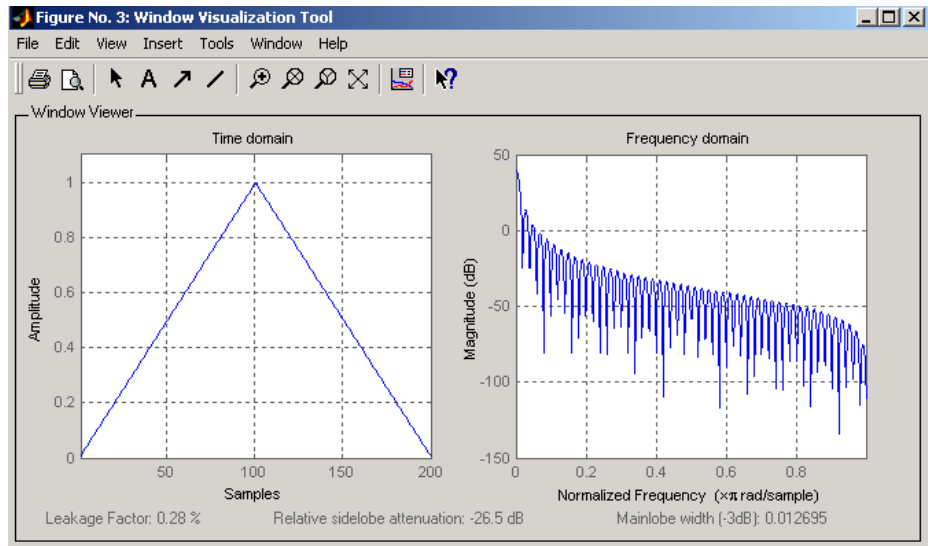 Figure No. 3: Window Visualization Tool
File Edit View Insert Tools Window Help
A
Window Viewer
Time domain
Frequency domain
1
0.8
0.6
0.4
0.2
0
50 100 150 200
Amplitude
Samples
50
0
-50
-100
-150
0 0.2 0.4 0.6 0.8
Magnitude (dB)
Normalized Frequency (×π rad/sample)
Leakage Factor: 0.28 % Relative sidelobe attenuation: -26.5 dB Mainlobe width (-3dB): 0.012695